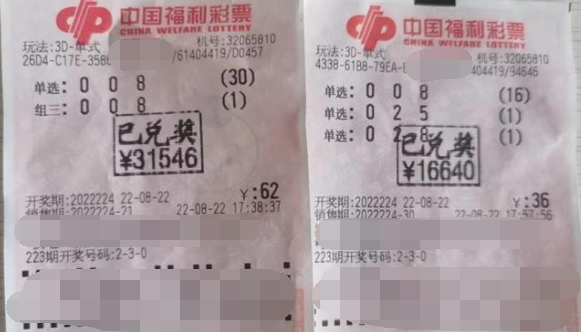 中国福利彩票
CHINA WELFARE LOTTERY
玩法:3D-单式 机号:32065810
26D4-C17E-358 /61404419/D0457
单选: 0 0 8 (30)
组三: 0 0 8 (1)
已兑奖
¥31546
开奖期:2022224 22-08-22 ¥:62
销售期:2022224-21 22-08-22 17:38:37
223期开奖号码:2-3-0
中国福利彩票
CHINA WELFARE LOTTERY
玩法:3D-单式 机号:32065810
4338-61B8-79EA- 404419/94646
单选: 0 0 8 (16)
单选: 0 2 5 (1)
单选: 0 2 8 (1)
已兑奖
¥16640
开奖期:2022224 22-08-22 ¥:36
销售期:2022224-30 22-08-22 17:57:56
223期开奖号码:2-3-0